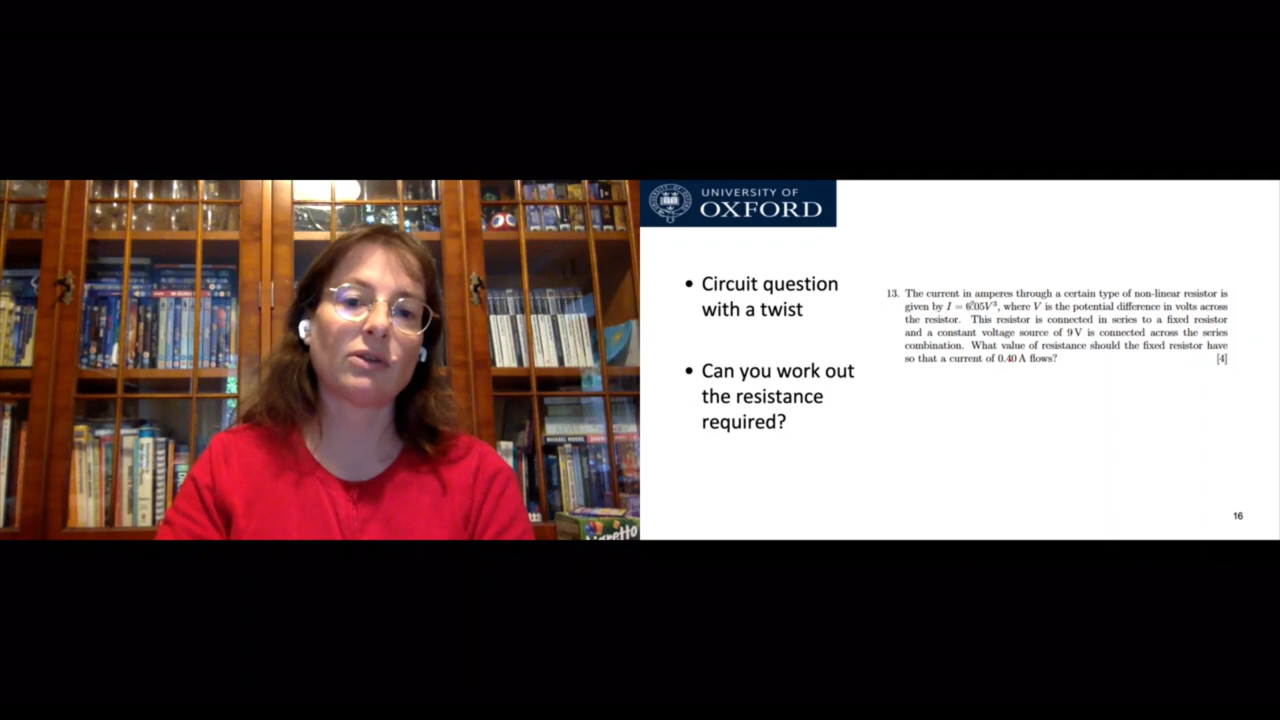 UNIVERSITY OF
OXFORD
• Circuit question
with a twist
• Can you work out
the resistance
required?
13. The current in amperes through a certain type of non-linear resistor is
given by I = 05V³, where V is the potential difference in volts across
the resistor. This resistor is connected in series to a fixed resistor
and a constant voltage source of 9 V is connected across the series
combination. What value of resistance should the fixed resistor have
so that a current of 0.40 A flows? [4]
16